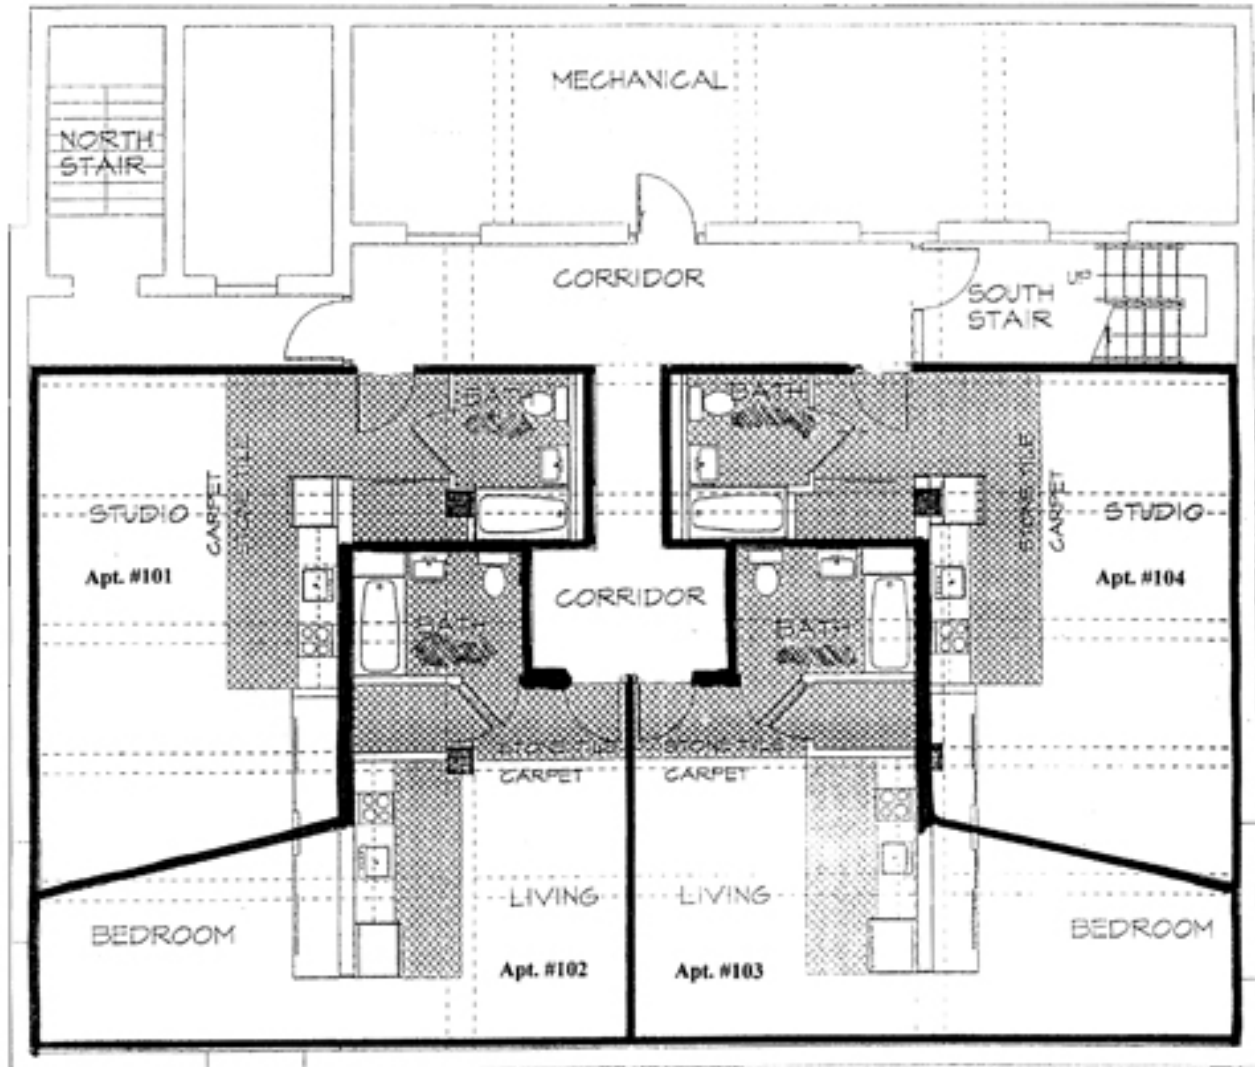 MECHANICAL
NORTH
STAIR
CORRIDOR
UP
SOUTH
STAIR
BATH
BATH
CARPET
STONE TILE
STONE TILE
CARPET
STUDIO
STUDIO
Apt. #101
Apt. #104
CORRIDOR
BATH
BATH
STONE TILE
STONE TILE
CARPET
CARPET
LIVING
LIVING
BEDROOM
BEDROOM
Apt. #102
Apt. #103